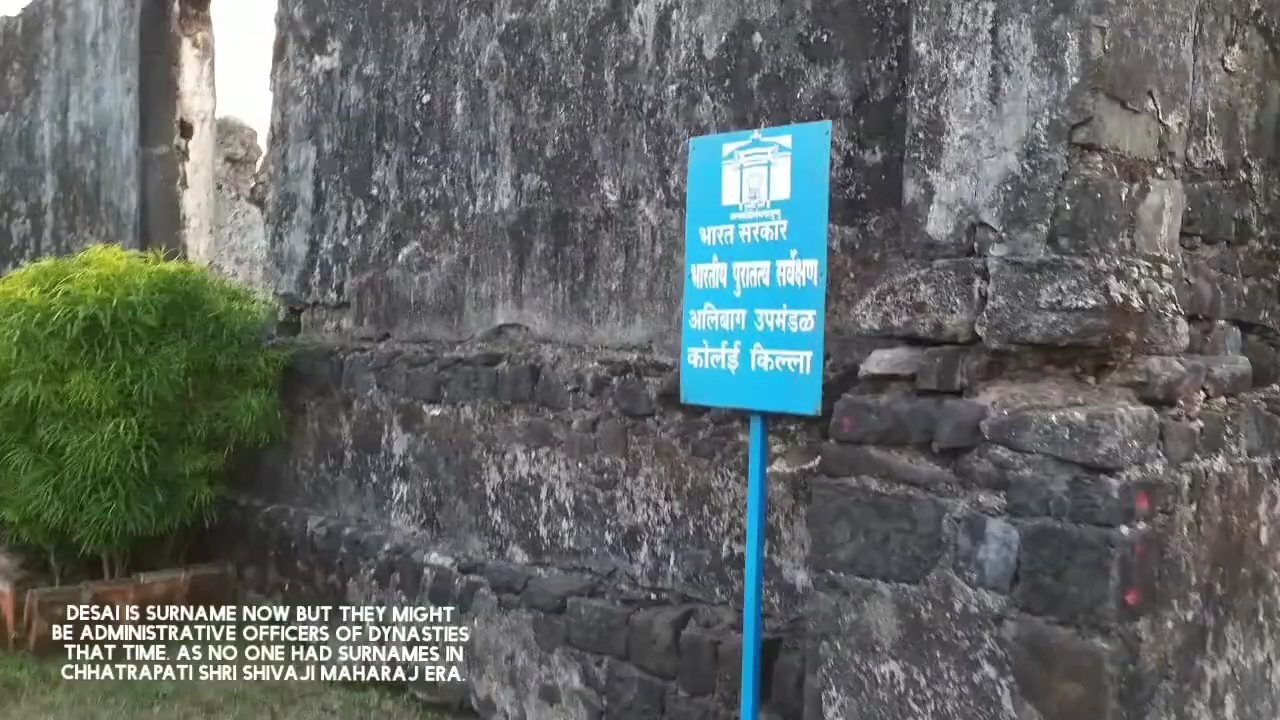 भारत सरकार
भारतीय पुरातत्व सर्वेक्षण
अलिबाग उपमंडळ
कोर्लई किल्ला
DESAI IS SURNAME NOW BUT THEY MIGHT
BE ADMINISTRATIVE OFFICERS OF DYNASTIES
THAT TIME. AS NO ONE HAD SURNAMES IN
CHHATRAPATI SHRI SHIVAJI MAHARAJ ERA.